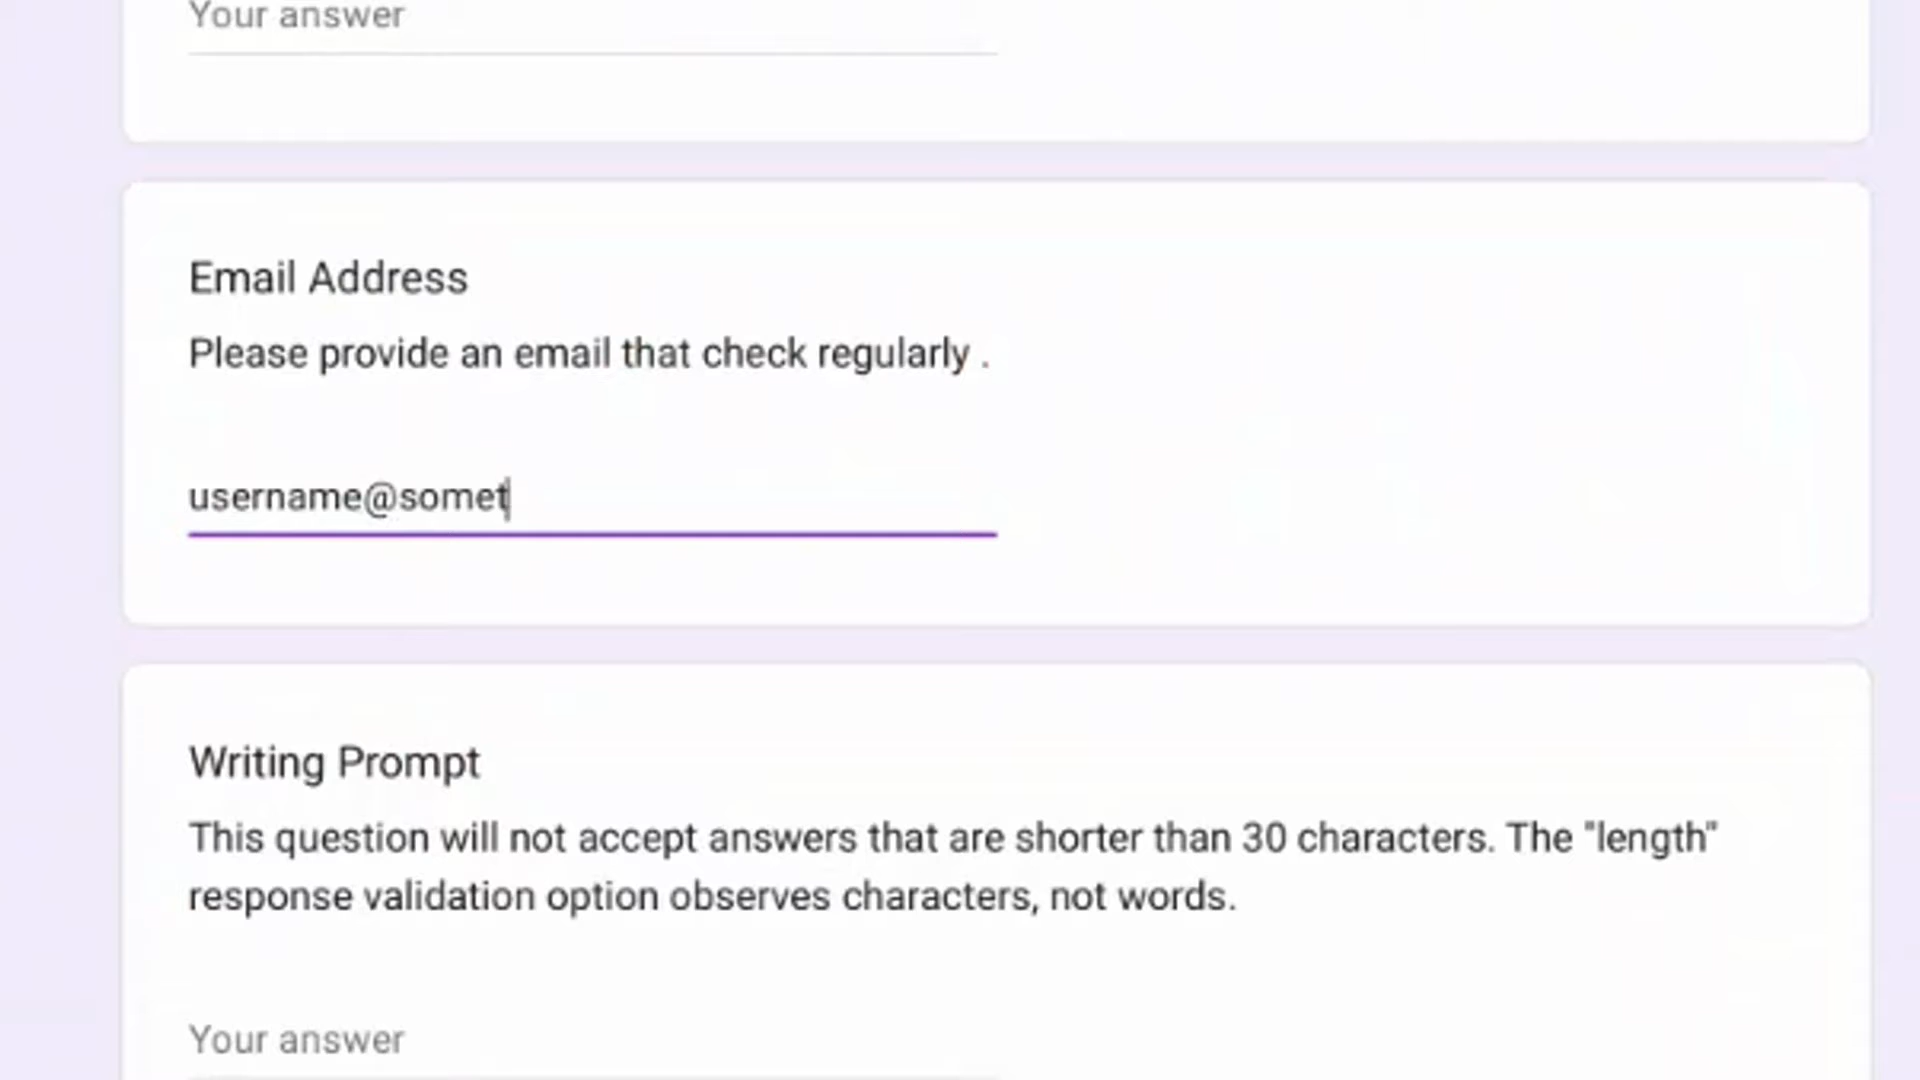 Your answer
Email Address
Please provide an email that check regularly .
username@somet
Writing Prompt
This question will not accept answers that are shorter than 30 characters. The "length"
response validation option observes characters, not words.
Your answer